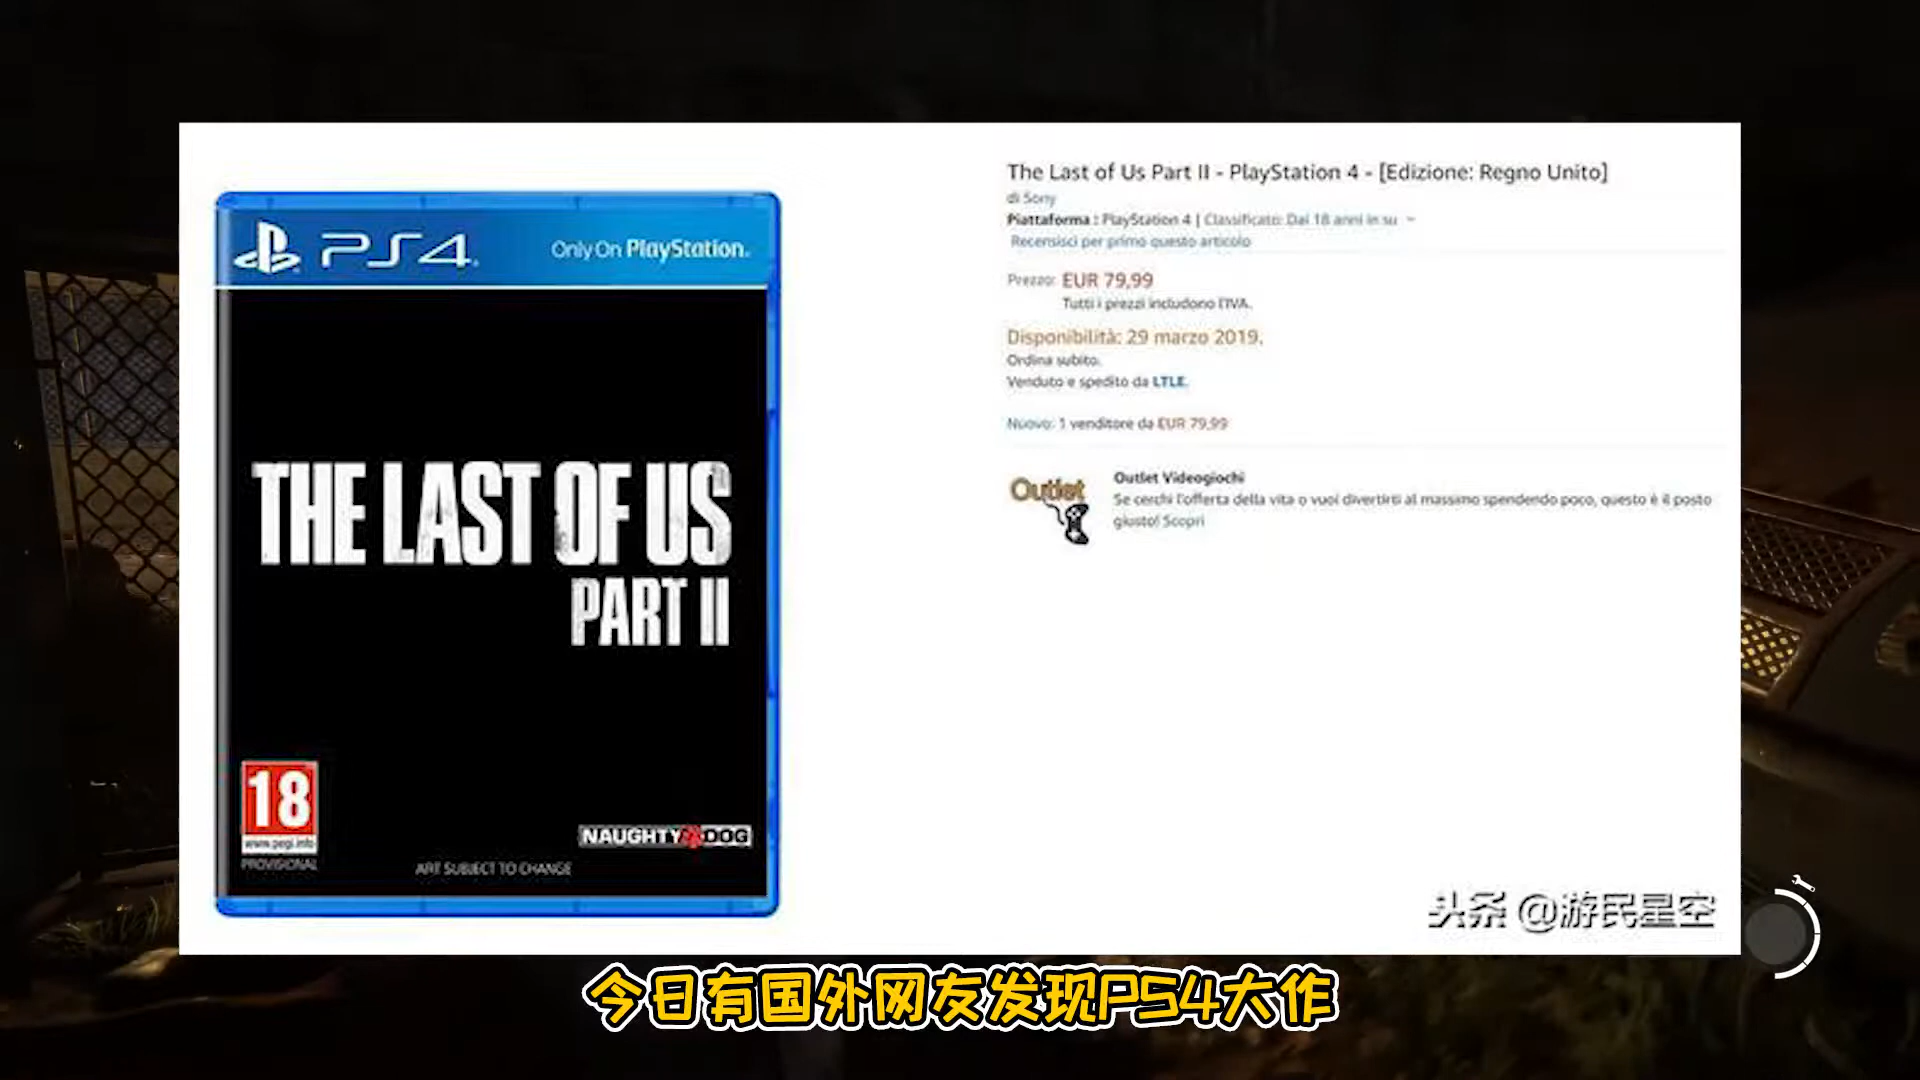 PS4
Only On PlayStation.
THE LAST OF US
PART II
18
www.pegi.info
PROVISIONAL
NAUGHTY DOG
ART SUBJECT TO CHANGE
The Last of Us Part II - PlayStation 4 - [Edizione: Regno Unito]
di Sony
Piattaforma : PlayStation 4 | Classificato: Dai 18 anni in su
Recensisci per primo questo articolo
Prezzo: EUR 79,99
Tutti i prezzi includono l'IVA.
Disponibilità: 29 marzo 2019.
Ordina subito.
Venduto e spedito da LTLE.
Nuovo: 1 venditore da EUR 79,99
Outlet
Outlet Videogiochi
Se cerchi l'offerta della vita o vuoi divertirti al massimo spendendo poco, questo è il posto
giusto! Scopri
头条 @游民星空
今日有国外网友发现PS4大作